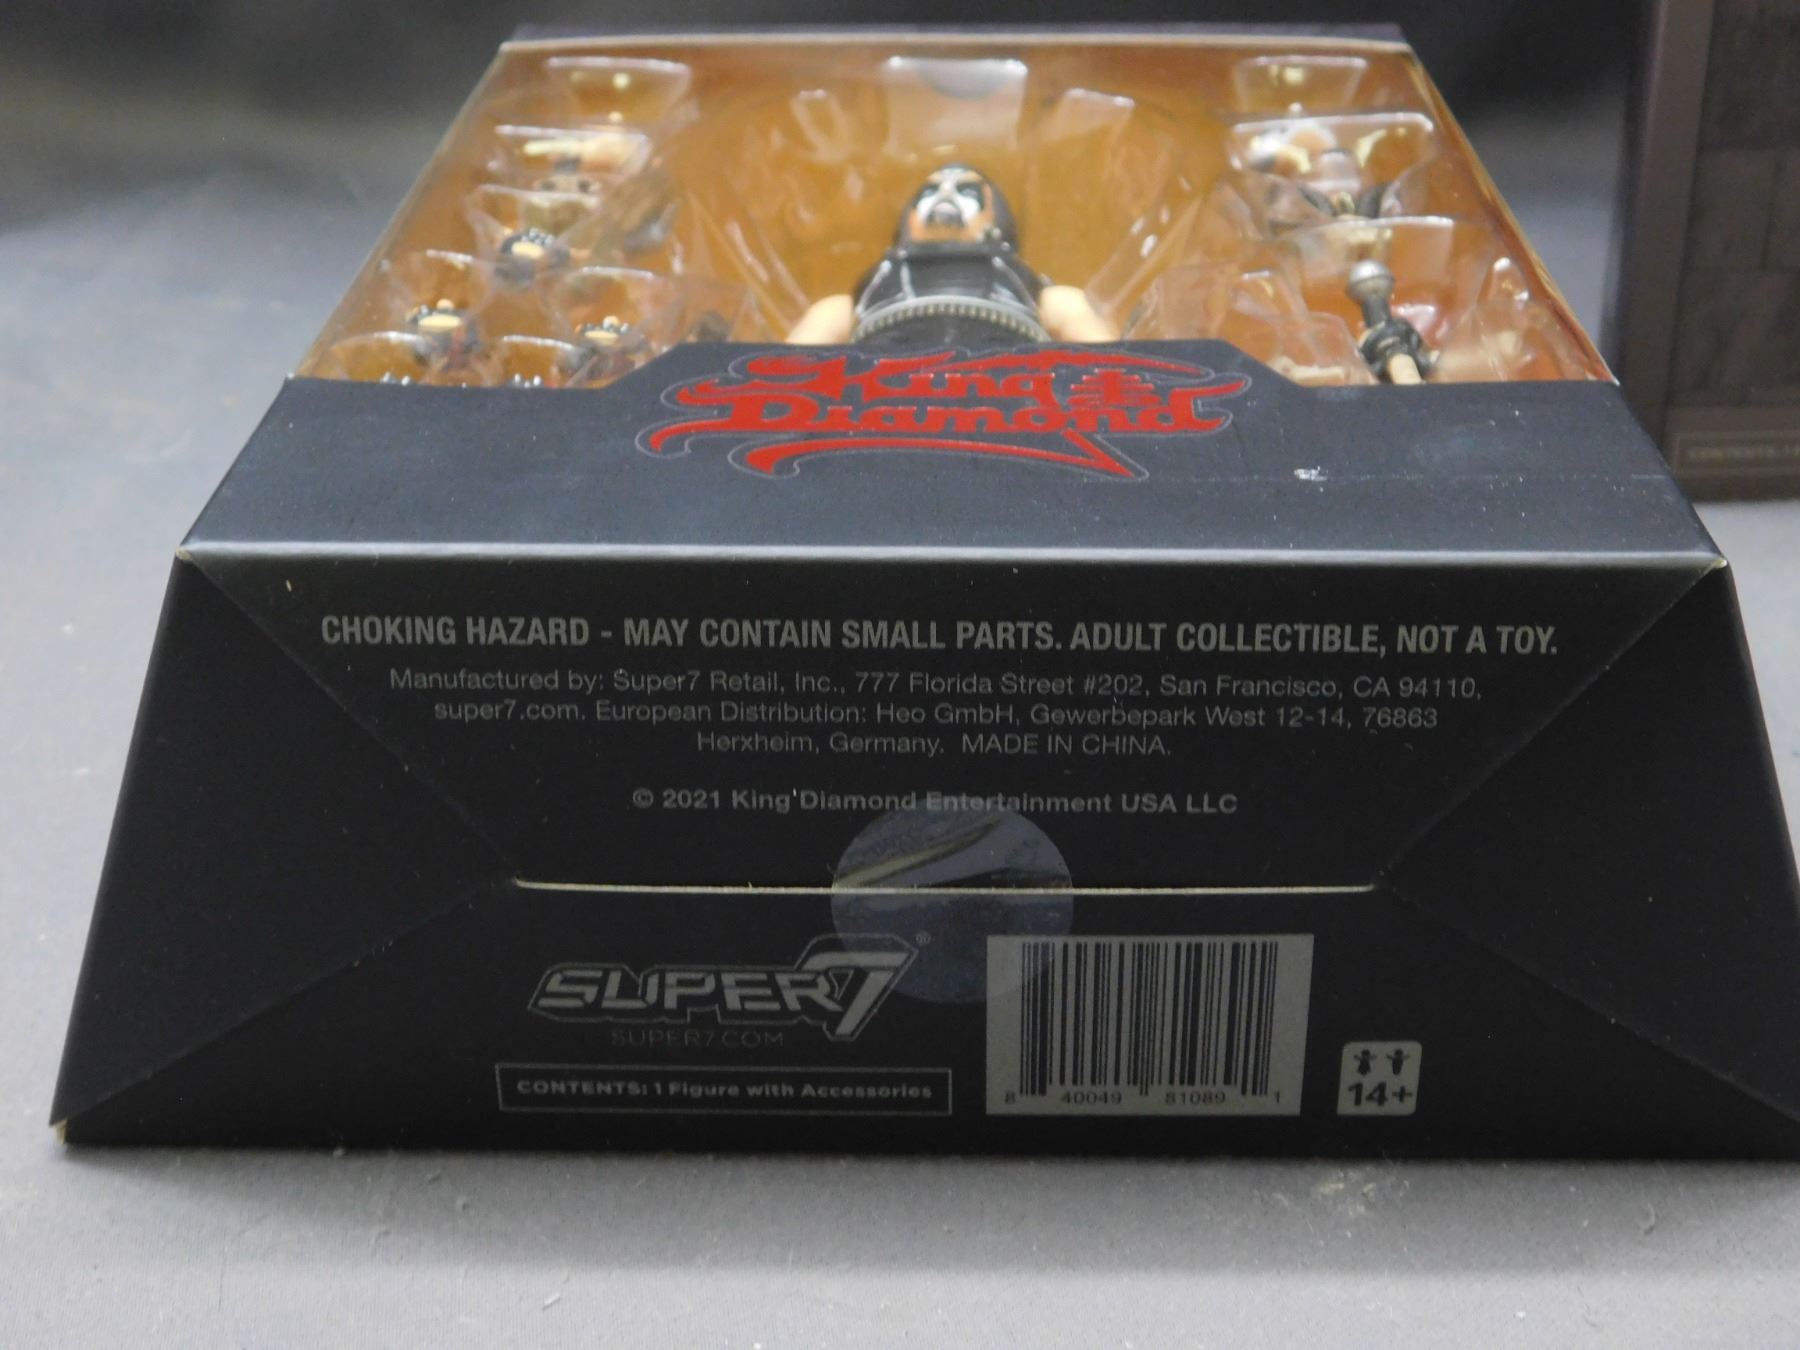 King
Diamond
CONTENTS: 1
CHOKING HAZARD - MAY CONTAIN SMALL PARTS. ADULT COLLECTIBLE, NOT A TOY.
Manufactured by: Super7 Retail, Inc., 777 Florida Street #202, San Francisco, CA 94110,
super7.com. European Distribution: Heo GmbH, Gewerbepark West 12-14, 76863
Herxheim, Germany. MADE IN CHINA.
© 2021 King Diamond Entertainment USA LLC
SUPER7®
SUPER7.COM
CONTENTS: 1 Figure with Accessories
8 40049 81089 1
14+